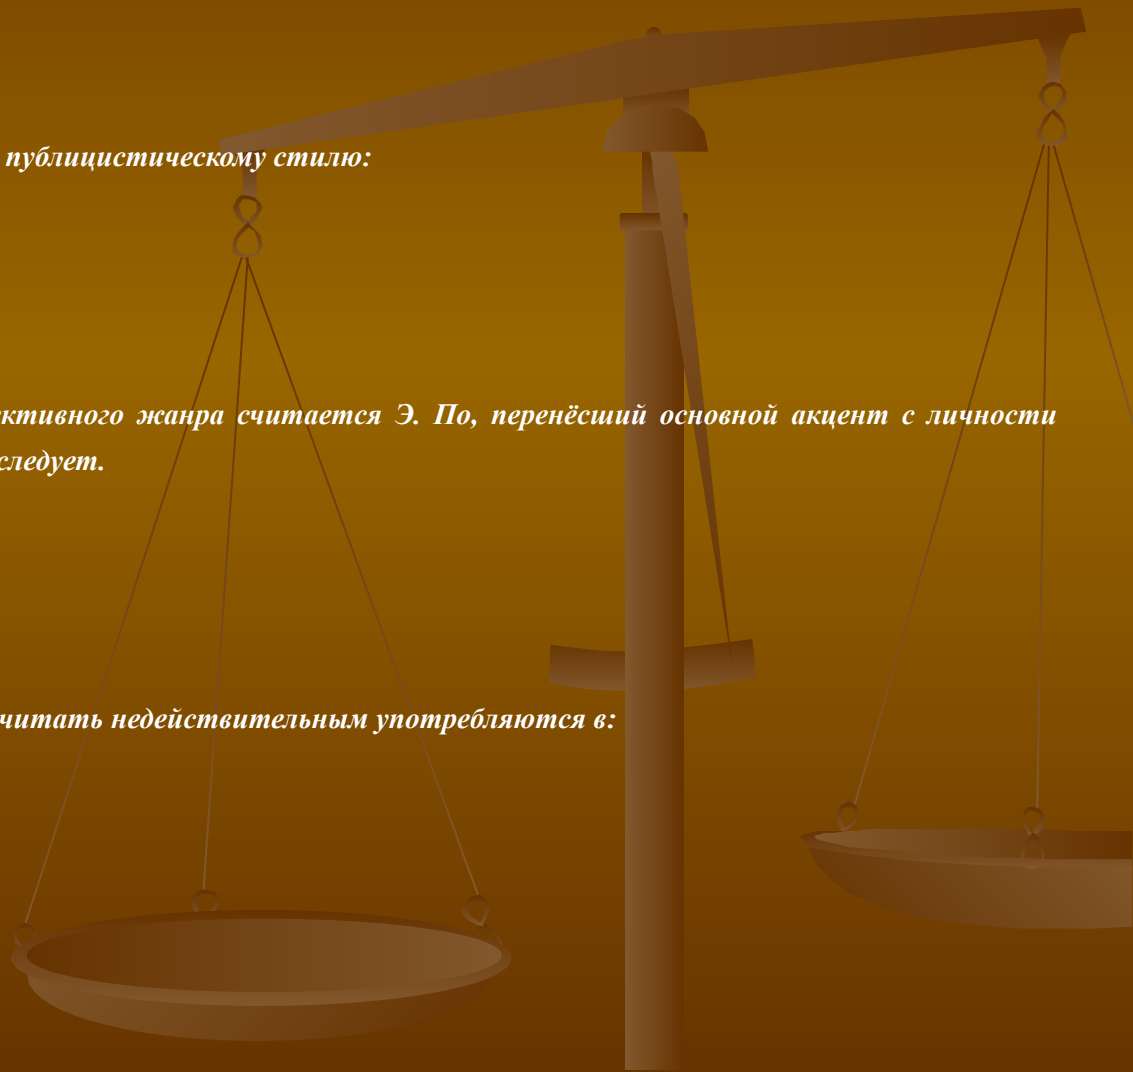 публицистическому стилю:
ктивного жанра считается Э. По, перенёсший основной акцент с личности
следует.
читать недействительным употребляются в: